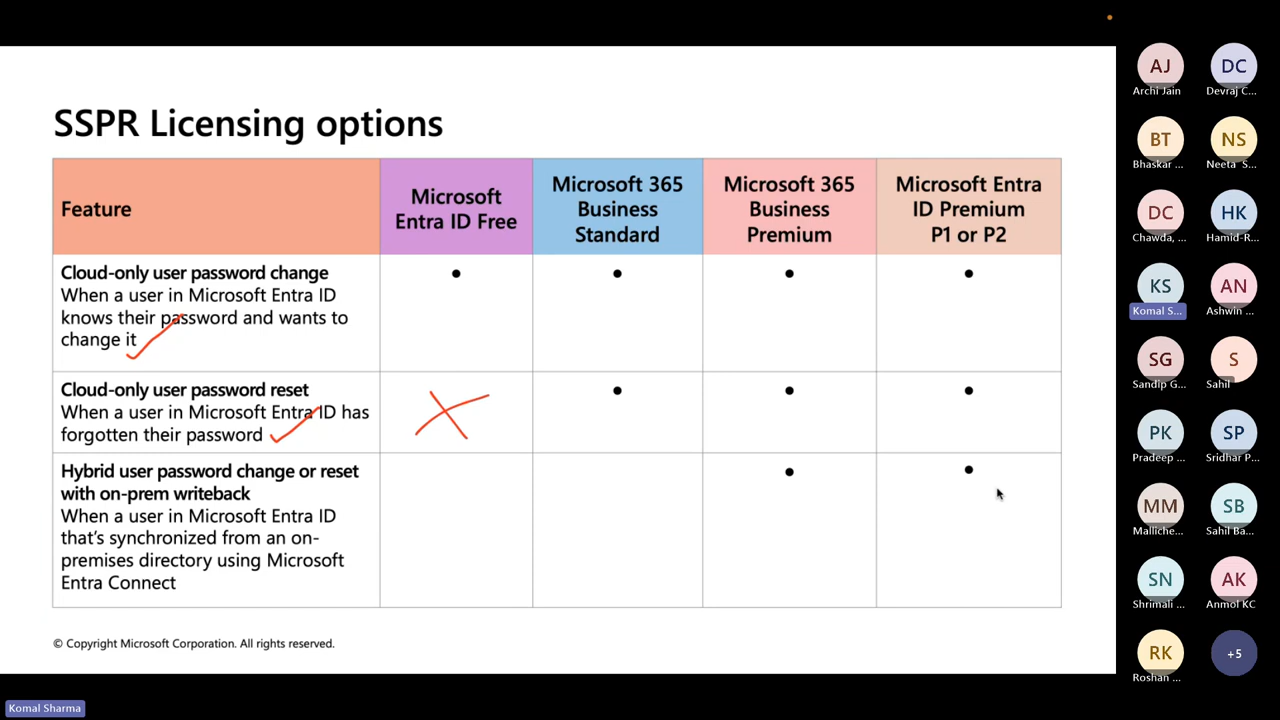 SSPR Licensing options
Feature
Microsoft
Entra ID Free
Microsoft 365
Business
Standard
Microsoft 365
Business
Premium
Microsoft Entra
ID Premium
P1 or P2
Cloud-only user password change
When a user in Microsoft Entra ID
knows their password and wants to
change it
Cloud-only user password reset
When a user in Microsoft Entra ID has
forgotten their password
Hybrid user password change or reset
with on-prem writeback
When a user in Microsoft Entra ID
that's synchronized from an on-
premises directory using Microsoft
Entra Connect
© Copyright Microsoft Corporation. All rights reserved.
AJ
Archi Jain
DC
Devraj C...
BT
Bhaskar ...
NS
Neeta S...
DC
Chawda, ...
HK
Hamid-R...
KS
Komal S...
AN
Ashwin ...
SG
Sandip G...
S
Sahil
PK
Pradeep ...
SP
Sridhar P...
MM
Талliche...
SB
Sahil Ba...
SN
Shrimali ...
AK
Anmol KC
RK
Roshan ...
+5
Komal Sharma